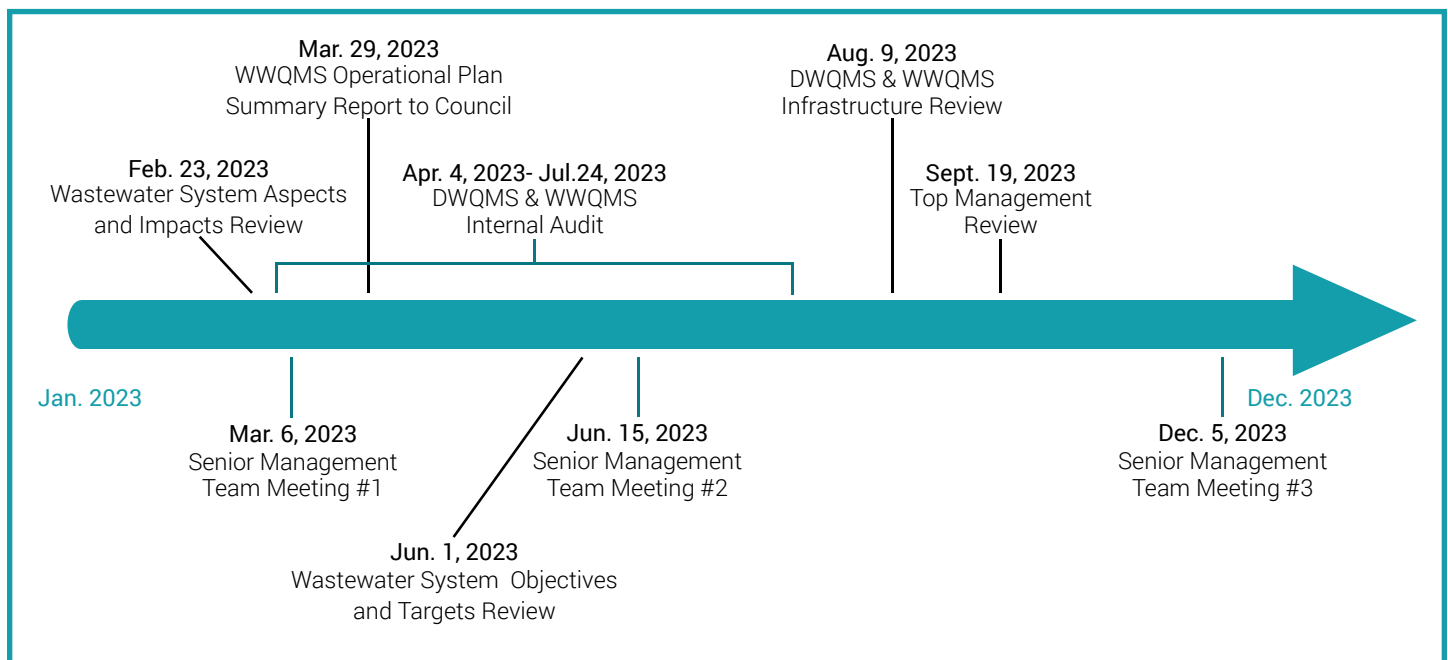 Mar. 29, 2023
WWQMS Operational Plan
Summary Report to Council
Aug. 9, 2023
DWQMS & WWQMS
Infrastructure Review
Feb. 23, 2023
Wastewater System Aspects
and Impacts Review
Apr. 4, 2023- Jul.24, 2023
DWQMS & WWQMS
Internal Audit
Sept. 19, 2023
Top Management
Review
Jan. 2023
Dec. 2023
Mar. 6, 2023
Senior Management
Team Meeting #1
Jun. 15, 2023
Senior Management
Team Meeting #2
Dec. 5, 2023
Senior Management
Team Meeting #3
Jun. 1, 2023
Wastewater System  Objectives
and Targets Review